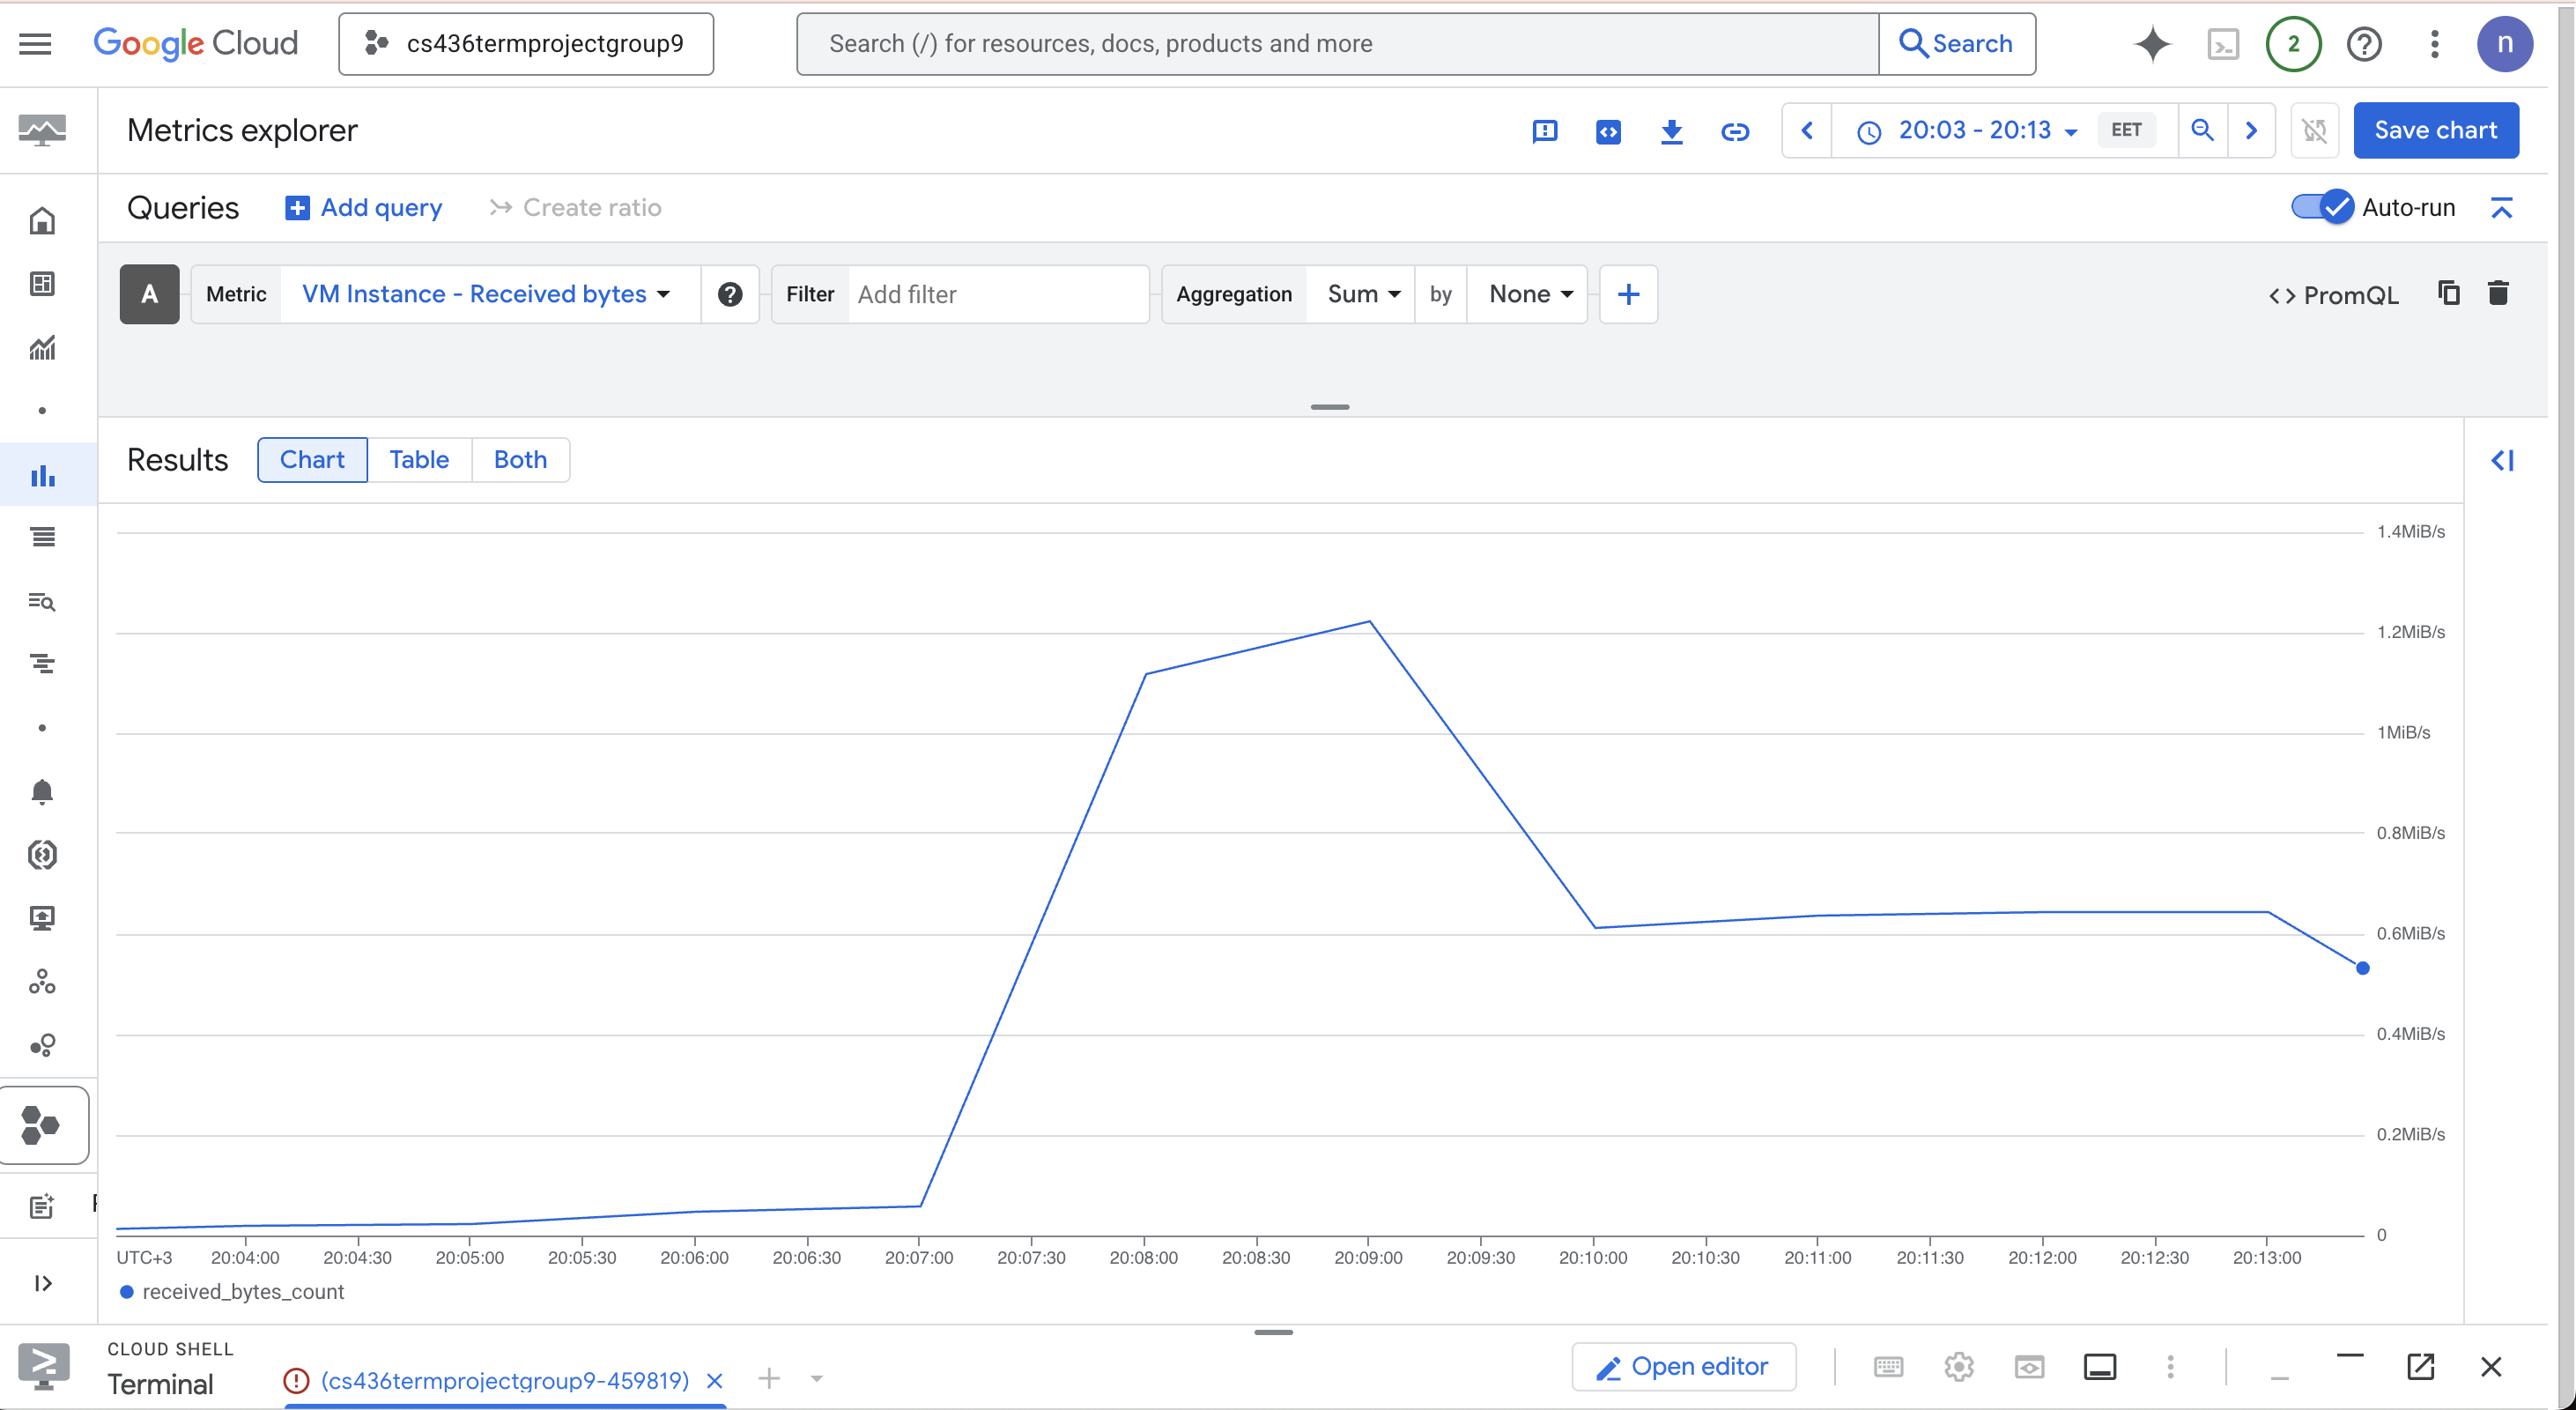 Google Cloud
cs436termprojectgroup9
Search (/) for resources, docs, products and more
Search
2
n
Metrics explorer
20:03 - 20:13
EET
Save chart
Queries
Add query
Create ratio
Auto-run
A
Metric
VM Instance - Received bytes
Filter
Add filter
Aggregation
Sum
by
None
<> PromQL
Results
Chart
Table
Both
1.4MiB/s
1.2MiB/s
1MiB/s
0.8MiB/s
0.6MiB/s
0.4MiB/s
0.2MiB/s
0
UTC+3
20:04:00
20:04:30
20:05:00
20:05:30
20:06:00
20:06:30
20:07:00
20:07:30
20:08:00
20:08:30
20:09:00
20:09:30
20:10:00
20:10:30
20:11:00
20:11:30
20:12:00
20:12:30
20:13:00
received_bytes_count
CLOUD SHELL
Terminal
(cs436termprojectgroup9-459819)
Open editor